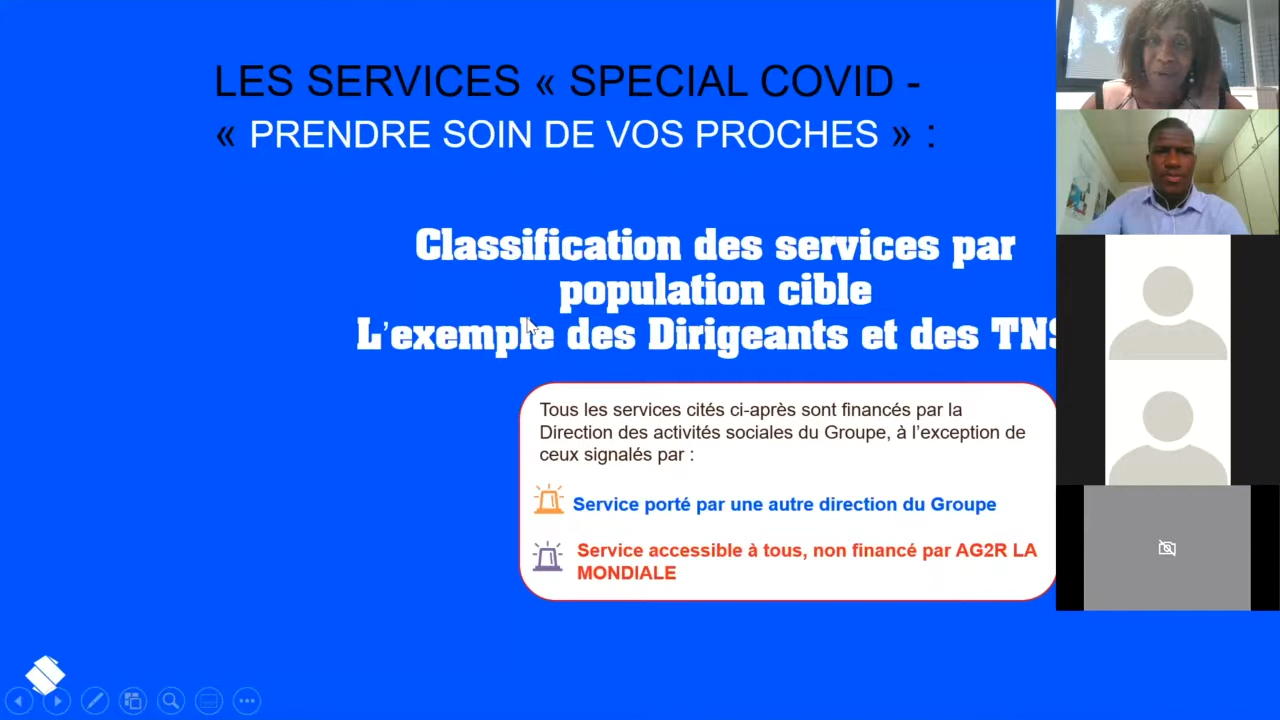 LES SERVICES « SPECIAL COVID -
« PRENDRE SOIN DE VOS PROCHES » :
Classification des services par
population cible
L’exemple des Dirigeants et des TNS
Tous les services cités ci-après sont financés par la
Direction des activités sociales du Groupe, à l’exception de
ceux signalés par :
Service porté par une autre direction du Groupe
Service accessible à tous, non financé par AG2R LA
MONDIALE